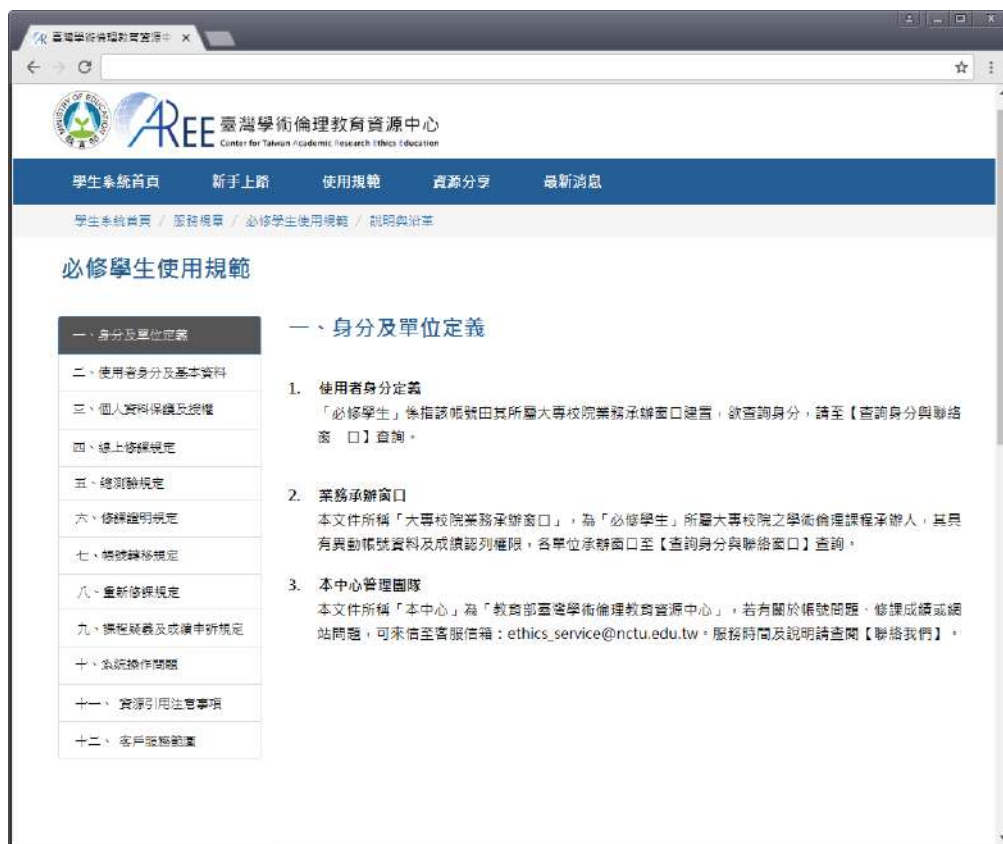 臺灣學術倫理教育資源中
MINISTRY OF EDUCATION
教育部
AREE 臺灣學術倫理教育資源中心
Center for Taiwan Academic Research Ethics Education
學生系統首頁 新手上路 使用規範 資源分享 最新消息
學生系統首頁 / 服務規章 / 必修學生使用規範 / 說明與沿革
必修學生使用規範
一、身分及單位定義
二、使用者身分及基本資料
三、個人資料保護及授權
四、線上修課規定
五、總測驗規定
六、修課證明規定
七、帳號轉移規定
八、重新修課規定
九、課程疑義及成績申訴規定
十、系統操作問題
十一、 資源引用注意事項
十二、 客戶服務範圍
一、身分及單位定義
1. 使用者身分定義
「必修學生」係指該帳號由其所屬大專校院業務承辦窗口建置，欲查詢身分，請至【查詢身分與聯絡
窗 口】查詢。
2. 業務承辦窗口
本文件所稱「大專校院業務承辦窗口」，為「必修學生」所屬大專校院之學術倫理課程承辦人，其具
有異動帳號資料及成績認列權限，各單位承辦窗口至【查詢身分與聯絡窗口】查詢。
3. 本中心管理團隊
本文件所稱「本中心」為「教育部臺灣學術倫理教育資源中心」，若有關於帳號問題、修課成績或網
站問題，可來信至客服信箱：ethics_service@nctu.edu.tw。服務時間及說明請查閱【聯絡我們】。